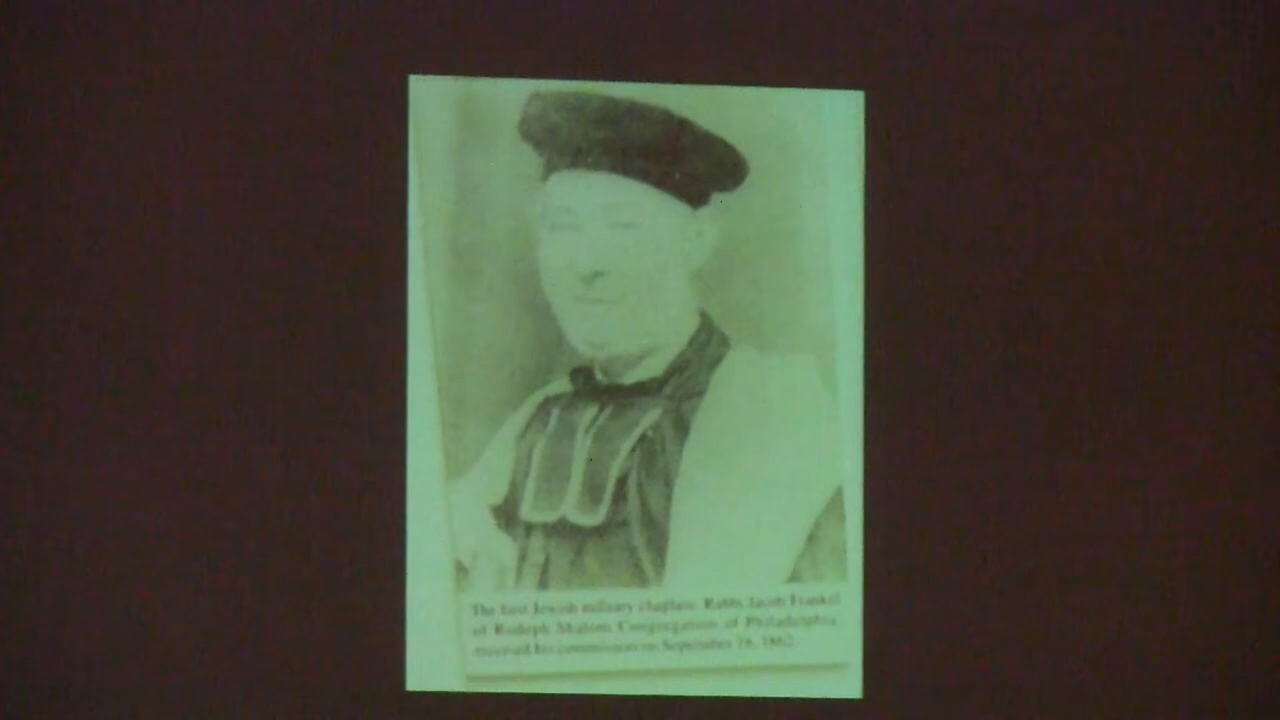 The first Jewish military chaplain, Rabbi Jacob Frankel
of Rodeph Shalom Congregation of Philadelphia
received his commission on September 18, 1862.